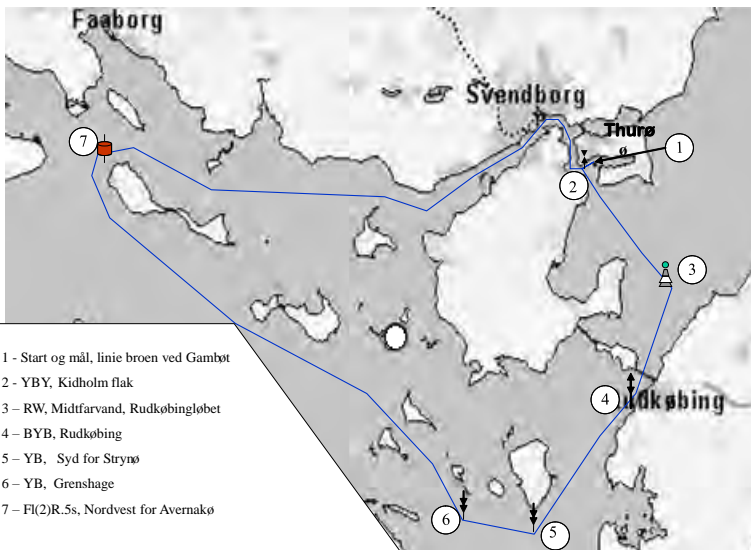 Faaborg
Svendborg
Thurø
ø
1
7
2
3
4
Rudkøbing
6
5
1 - Start og mål, linie broen ved Gambøt
2 - YBY, Kidholm flak
3 – RW, Midtfarvand, Rudkøbingløbet
4 – BYB, Rudkøbing
5 – YB, Syd for Strynø
6 – YB, Grenshage
7 – Fl(2)R.5s, Nordvest for Avernakø